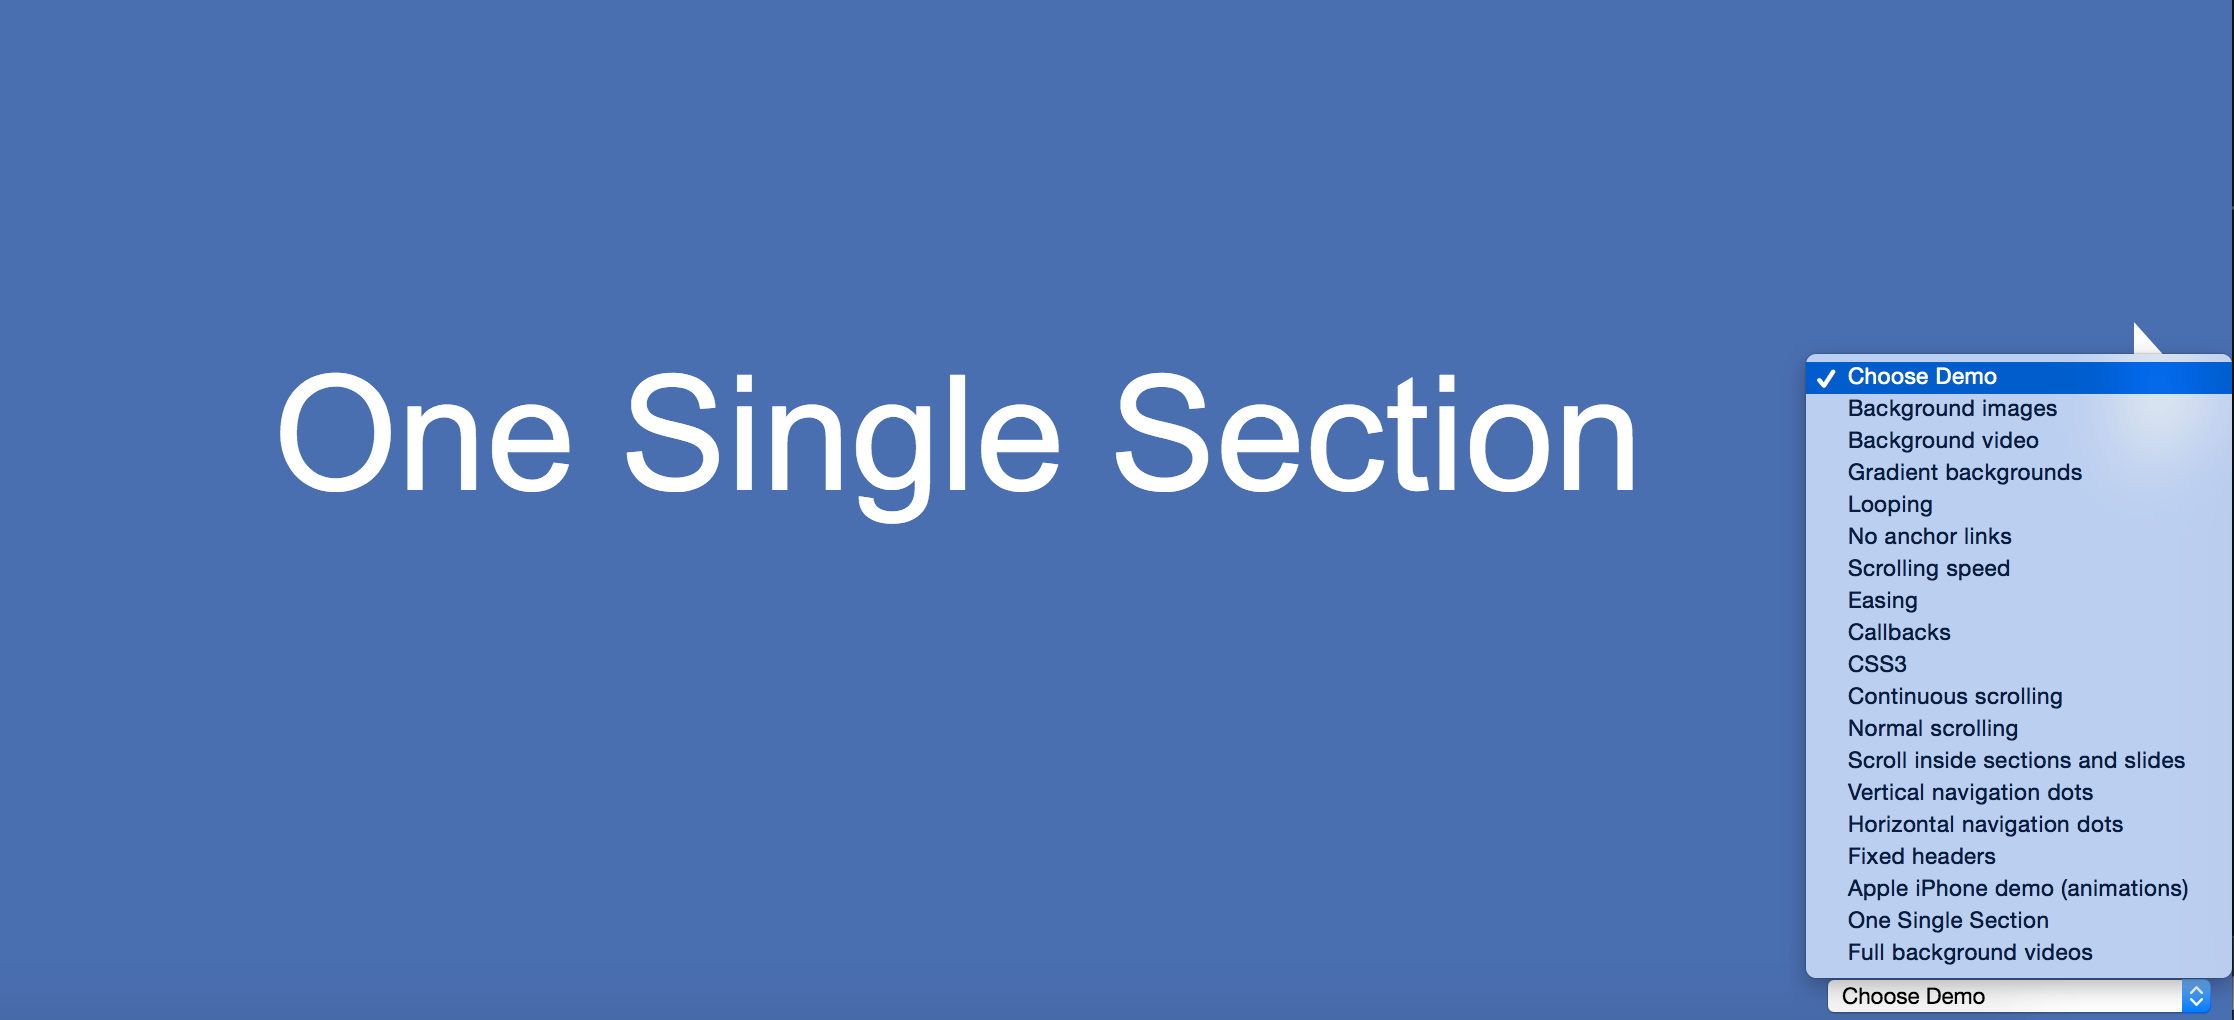 One Single Section
Choose Demo
Background images
Background video
Gradient backgrounds
Looping
No anchor links
Scrolling speed
Easing
Callbacks
CSS3
Continuous scrolling
Normal scrolling
Scroll inside sections and slides
Vertical navigation dots
Horizontal navigation dots
Fixed headers
Apple iPhone demo (animations)
One Single Section
Full background videos
Choose Demo